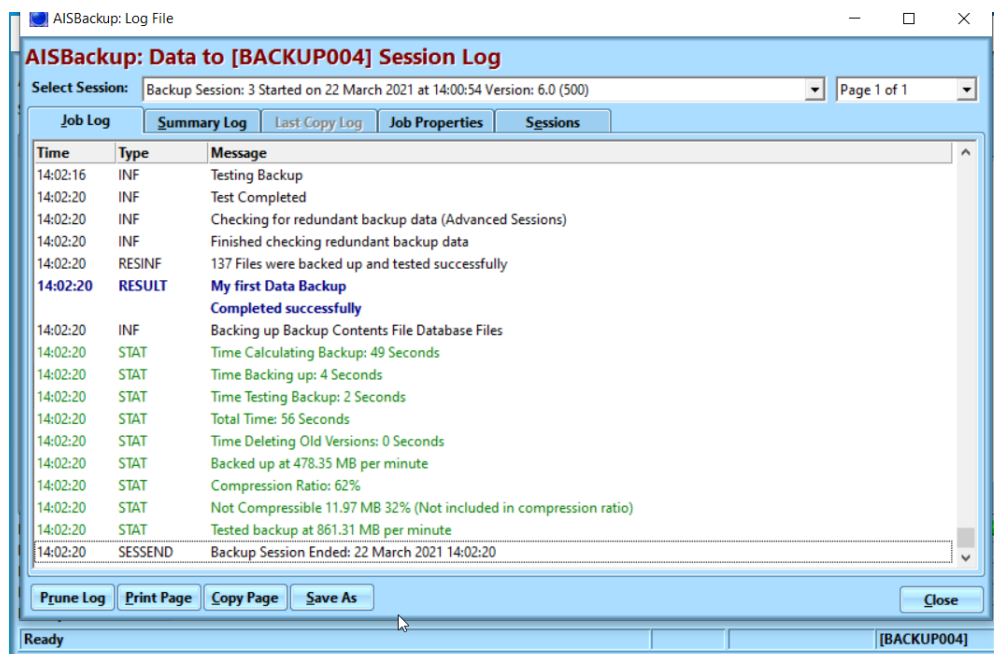 AISBackup: Log File
AISBackup: Data to [BACKUP004] Session Log
Select Session: Backup Session: 3 Started on 22 March 2021 at 14:00:54 Version: 6.0 (500) Page 1 of 1
Job Log Summary Log Last Copy Log Job Properties Sessions
Time Type Message
14:02:16 INF Testing Backup
14:02:20 INF Test Completed
14:02:20 INF Checking for redundant backup data (Advanced Sessions)
14:02:20 INF Finished checking redundant backup data
14:02:20 RESINF 137 Files were backed up and tested successfully
14:02:20 RESULT My first Data Backup
Completed successfully
14:02:20 INF Backing up Backup Contents File Database Files
14:02:20 STAT Time Calculating Backup: 49 Seconds
14:02:20 STAT Time Backing up: 4 Seconds
14:02:20 STAT Time Testing Backup: 2 Seconds
14:02:20 STAT Total Time: 56 Seconds
14:02:20 STAT Time Deleting Old Versions: 0 Seconds
14:02:20 STAT Backed up at 478.35 MB per minute
14:02:20 STAT Compression Ratio: 62%
14:02:20 STAT Not Compressible 11.97 MB 32% (Not included in compression ratio)
14:02:20 STAT Tested backup at 861.31 MB per minute
14:02:20 SESSEND Backup Session Ended: 22 March 2021 14:02:20
Prune Log Print Page Copy Page Save As Close
Ready [BACKUP004]